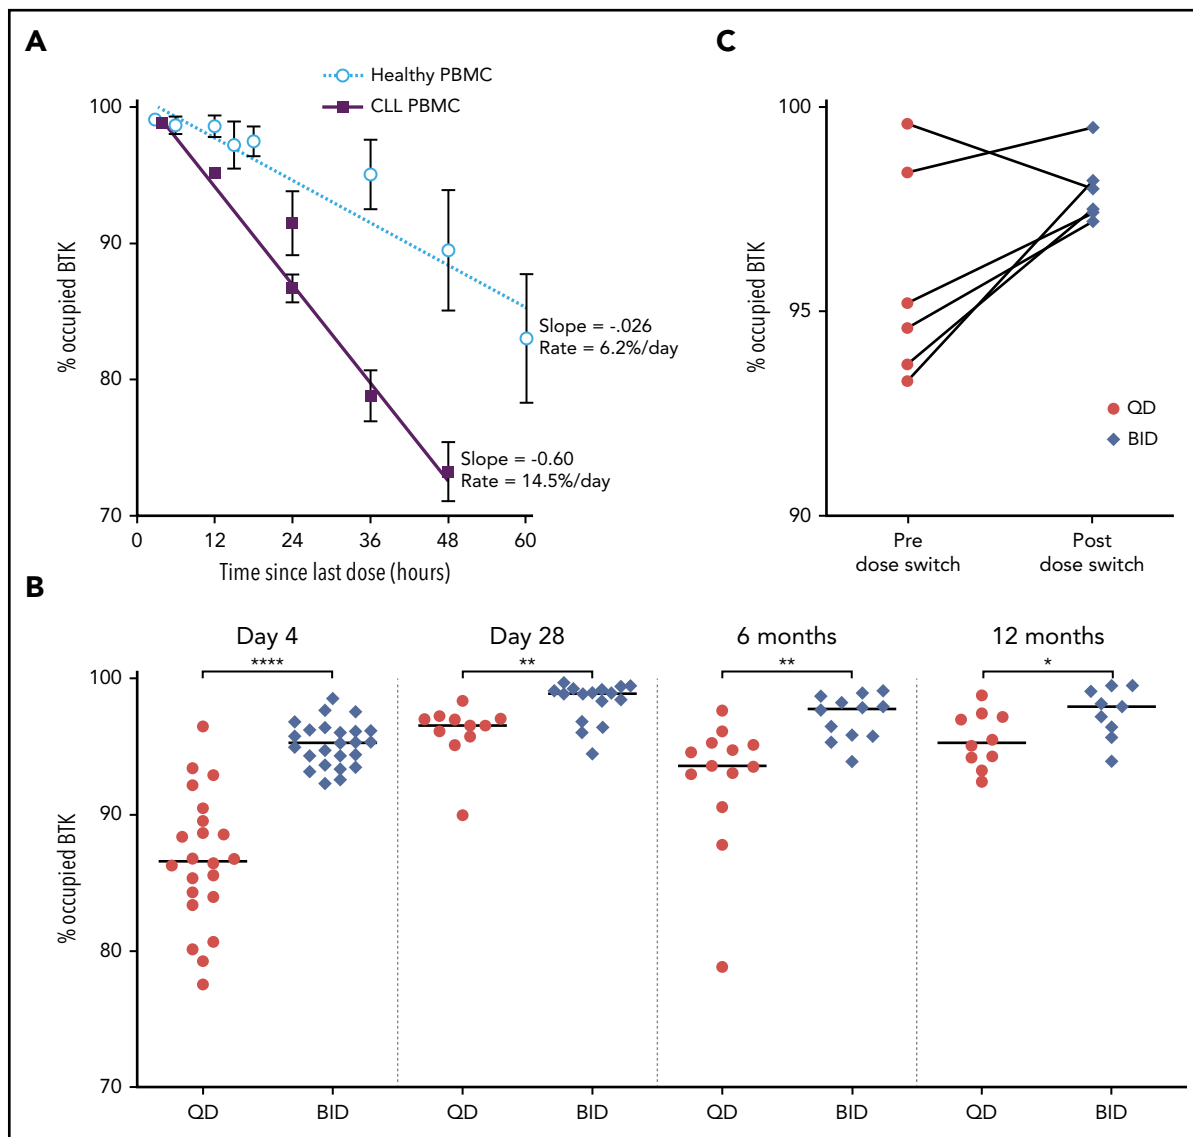 A
Healthy PBMC
CLL PBMC
100
90
80
70
% occupied BTK
0
12
24
36
48
60
Time since last dose (hours)
Slope = -.026
Rate = 6.2%/day
Slope = -0.60
Rate = 14.5%/day
C
100
95
90
% occupied BTK
QD
BID
Pre
dose switch
Post
dose switch
B
Day 4
Day 28
6 months
12 months
****
**
**
*
100
90
80
70
% occupied BTK
QD
BID
QD
BID
QD
BID
QD
BID